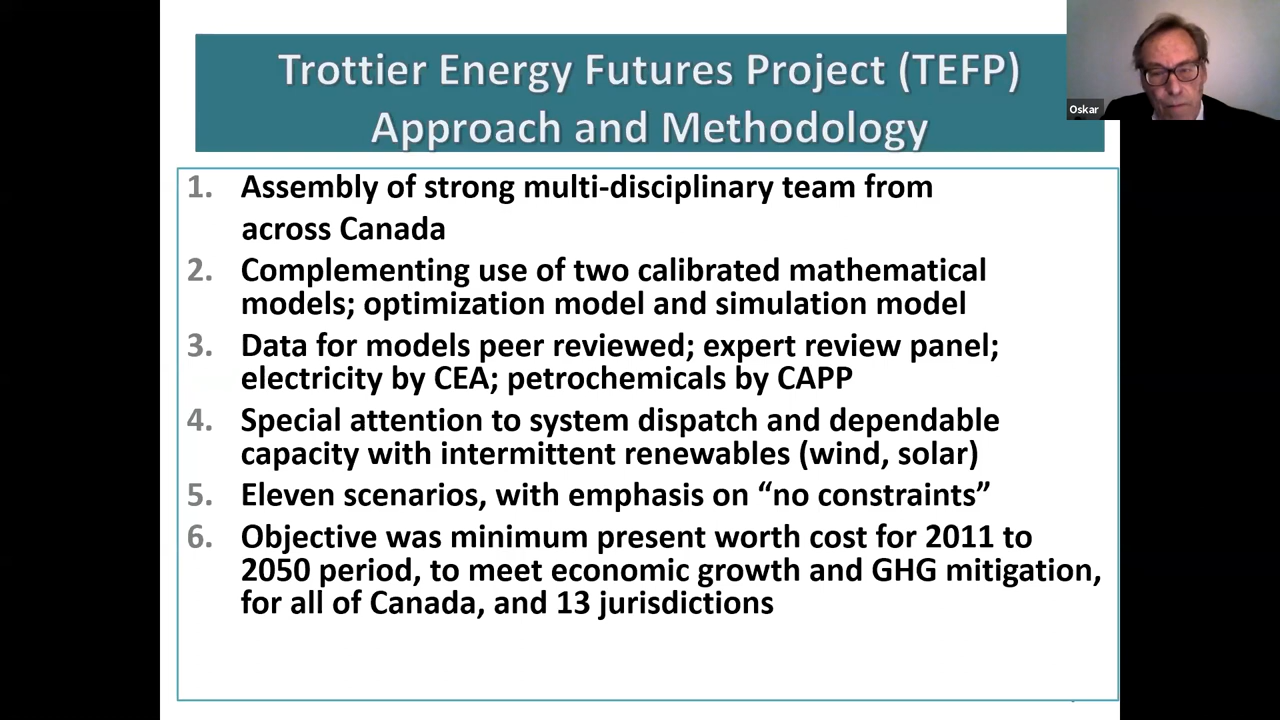 Trottier Energy Futures Project (TEFP)
Approach and Methodology
Oskar
1. Assembly of strong multi-disciplinary team from
across Canada
2. Complementing use of two calibrated mathematical
models; optimization model and simulation model
3. Data for models peer reviewed; expert review panel;
electricity by CEA; petrochemicals by CAPP
4. Special attention to system dispatch and dependable
capacity with intermittent renewables (wind, solar)
5. Eleven scenarios, with emphasis on “no constraints”
6. Objective was minimum present worth cost for 2011 to
2050 period, to meet economic growth and GHG mitigation,
for all of Canada, and 13 jurisdictions